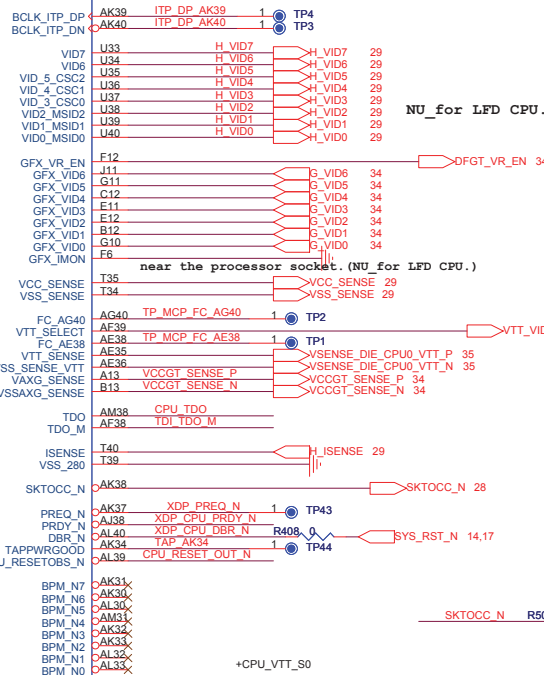 BCLK_ITP_DP AK39 ITP_DP_AK39 1 TP4
BCLK_ITP_DN AK40 ITP_DP_AK40 1 TP3
VID7 U33 H_VID7 H_VID7 29
VID6 U34 H_VID6 H_VID6 29
VID_5_CSC2 U35 H_VID5 H_VID5 29
VID_4_CSC1 U36 H_VID4 H_VID4 29
VID_3_CSC0 U37 H_VID3 H_VID3 29
VID2_MSID2 U38 H_VID2 H_VID2 29
VID1_MSID1 U39 H_VID1 H_VID1 29
VID0_MSID0 U40 H_VID0 H_VID0 29
NU_for LFD CPU.
GFX_VR_EN F12 DFGT_VR_EN 34
GFX_VID6 J11 G_VID6 34
GFX_VID5 G11 G_VID5 34
GFX_VID4 C12 G_VID4 34
GFX_VID3 E11 G_VID3 34
GFX_VID2 E12 G_VID2 34
GFX_VID1 B12 G_VID1 34
GFX_VID0 G10 G_VID0 34
GFX_IMON F6
near the processor socket.(NU_for LFD CPU.)
VCC_SENSE T35 VCC_SENSE 29
VSS_SENSE T34 VSS_SENSE 29
FC_AG40 AG40 TP_MCP_FC_AG40 1 TP2
VTT_SELECT AF39 VTT_VID
FC_AE38 AE38 TP_MCP_FC_AE38 1 TP1
VTT_SENSE AE35 VSENSE_DIE_CPU0_VTT_P 35
VSS_SENSE_VTT AE36 VSENSE_DIE_CPU0_VTT_N 35
VAXG_SENSE A13 VCCGT_SENSE_P VCCGT_SENSE_P 34
VSSAXG_SENSE B13 VCCGT_SENSE_N VCCGT_SENSE_N 34
TDO AM38 CPU_TDO
TDO_M AF38 TDI_TDO_M
ISENSE T40 H_ISENSE 29
VSS_280 T39
SKTOCC_N AK38 SKTOCC_N 28
PREQ_N AK37 XDP_PREQ_N 1 TP43
PRDY_N AJ38 XDP_CPU_PRDY_N
DBR_N AL40 XDP_CPU_DBR_N R408 0 SYS_RST_N 14,17
TAPPWRGOOD AK34 TAP_AK34 1 TP44
U_RESETOBS_N AL39 CPU_RESET_OUT_N
BPM_N7 AK31
BPM_N6 AK30
BPM_N5 AL30
BPM_N4 AM31
BPM_N3 AK32
BPM_N2 AK33
BPM_N1 AL32
BPM_N0 AL33
SKTOCC_N R50
+CPU_VTT_S0